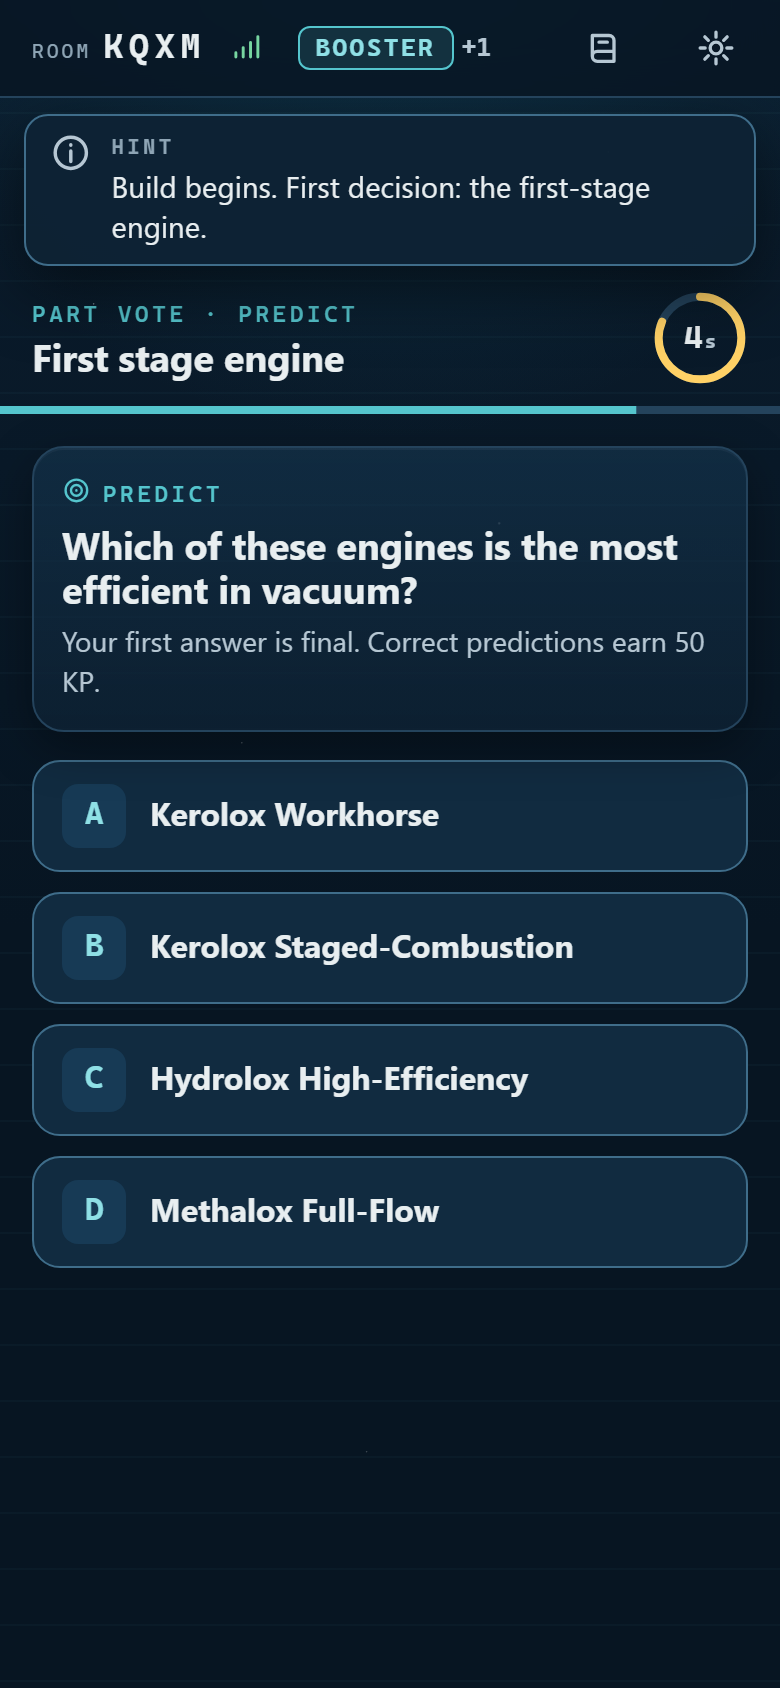 ROOM KQXM BOOSTER +1
HINT
Build begins. First decision: the first-stage
engine.
PART VOTE · PREDICT
First stage engine
4s
PREDICT
Which of these engines is the most
efficient in vacuum?
Your first answer is final. Correct predictions earn 50
KP.
A Kerolox Workhorse
B Kerolox Staged-Combustion
C Hydrolox High-Efficiency
D Methalox Full-Flow